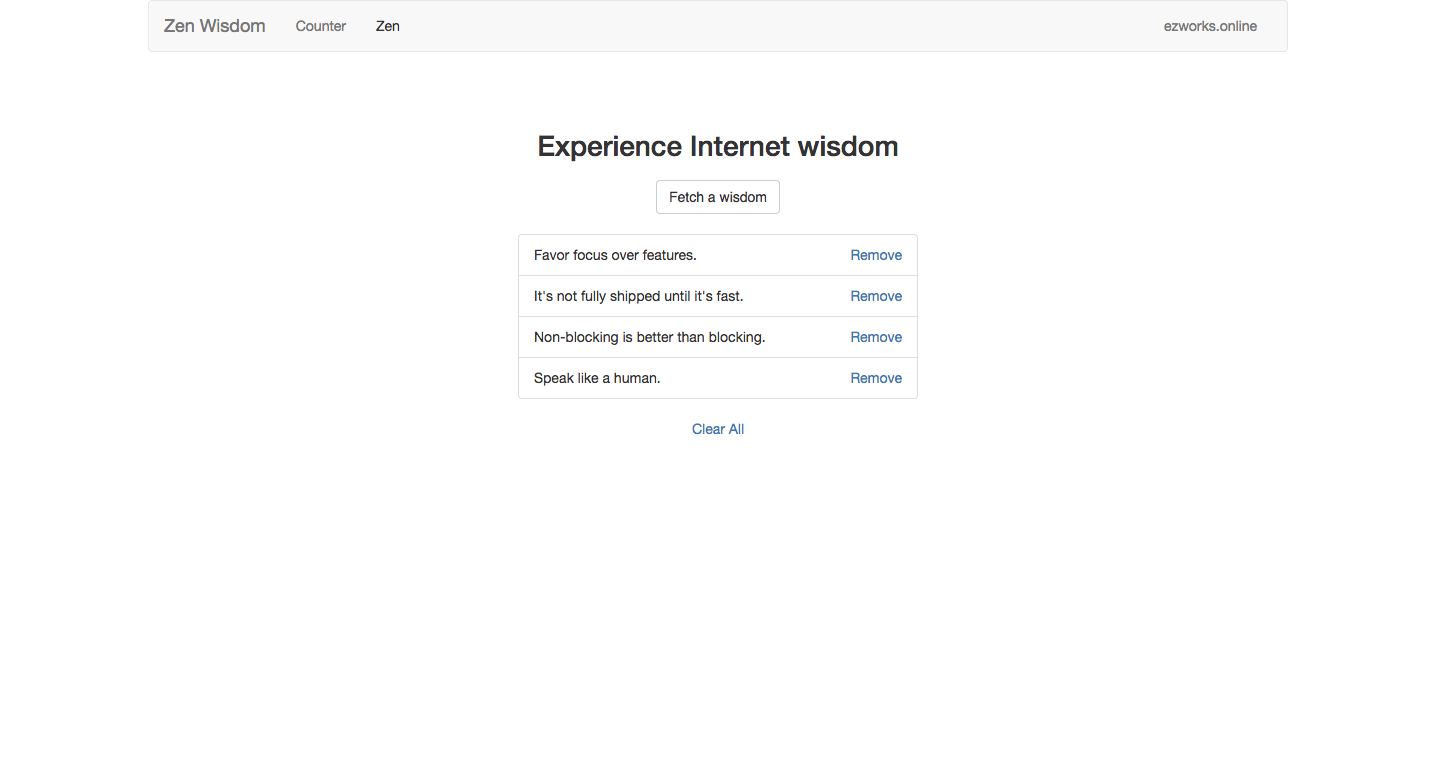 Zen Wisdom Counter Zen ezworks.online
Experience Internet wisdom
Fetch a wisdom
Favor focus over features. Remove
It's not fully shipped until it's fast. Remove
Non-blocking is better than blocking. Remove
Speak like a human. Remove
Clear All